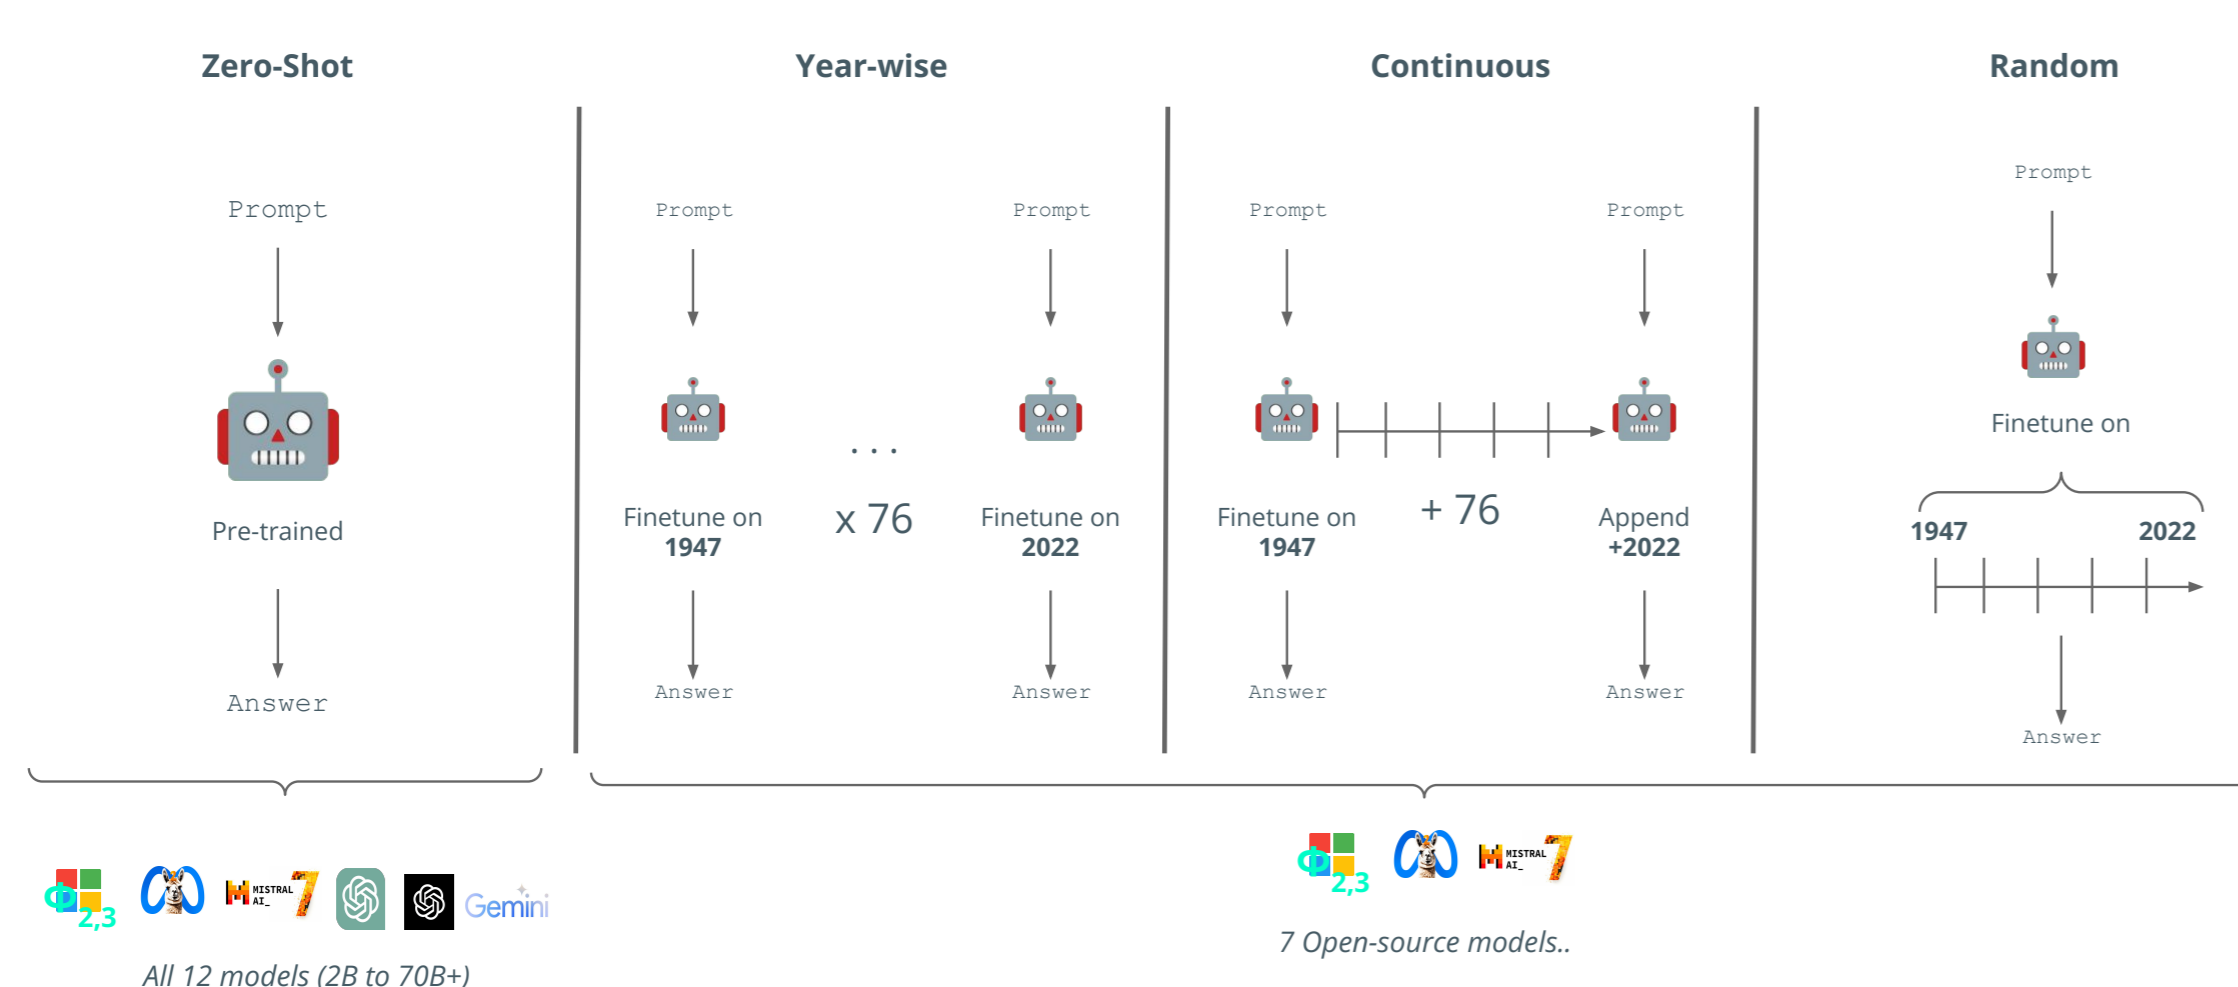 Zero-Shot
Prompt
Pre-trained
Answer
Year-wise
Prompt
Prompt
. . .
Finetune on
1947
x 76
Finetune on
2022
Answer
Answer
Continuous
Prompt
Prompt
Finetune on
1947
+ 76
Append
+2022
Answer
Answer
Random
Prompt
Finetune on
1947
2022
Answer
Φ 2,3
MISTRAL
AI_
7
Gemini
All 12 models (2B to 70B+)
Φ 2,3
MISTRAL
AI_
7
7 Open-source models..